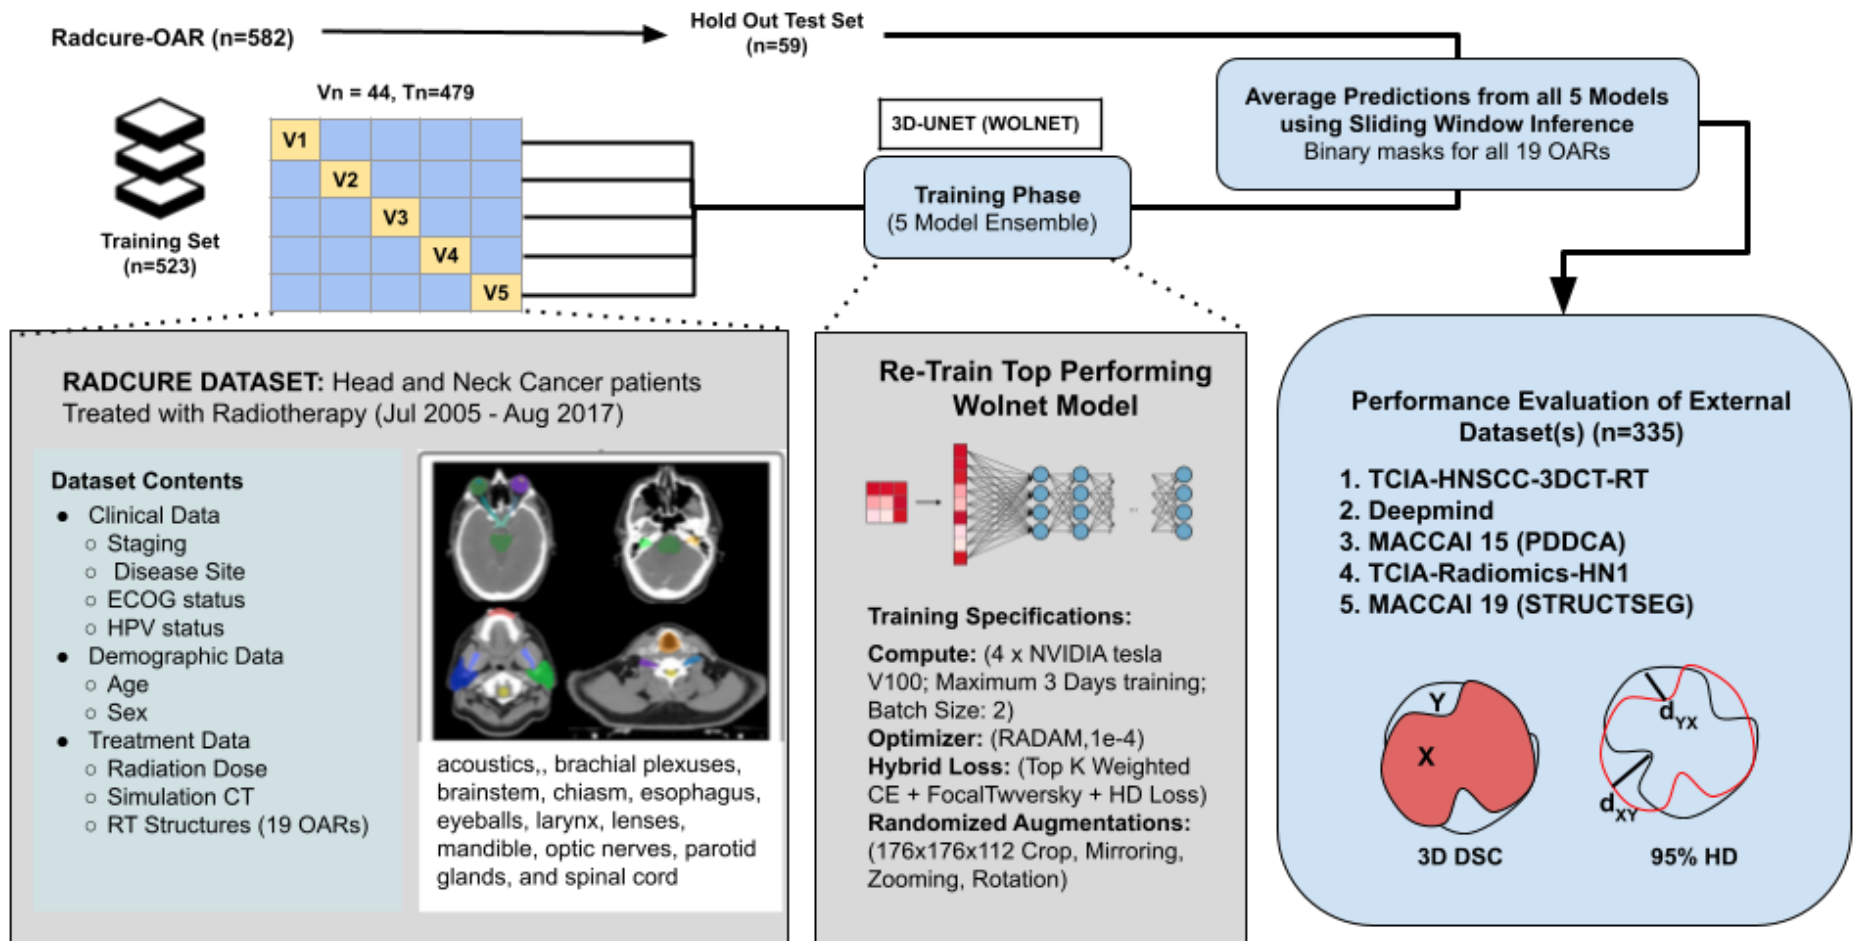 Radcure-OAR (n=582)
Hold Out Test Set
(n=59)
Vn = 44, Tn=479
Training Set
(n=523)
V1
V2
V3
V4
V5
3D-UNET (WOLNET)
Training Phase
(5 Model Ensemble)
Average Predictions from all 5 Models
using Sliding Window Inference
Binary masks for all 19 OARs
RADCURE DATASET: Head and Neck Cancer patients
Treated with Radiotherapy (Jul 2005 - Aug 2017)
Dataset Contents
● Clinical Data
○ Staging
○ Disease Site
○ ECOG status
○ HPV status
● Demographic Data
○ Age
○ Sex
● Treatment Data
○ Radiation Dose
○ Simulation CT
○ RT Structures (19 OARs)
acoustics,, brachial plexuses,
brainstem, chiasm, esophagus,
eyeballs, larynx, lenses,
mandible, optic nerves, parotid
glands, and spinal cord
Re-Train Top Performing
Wolnet Model
...
Training Specifications:
Compute: (4 x NVIDIA tesla
V100; Maximum 3 Days training;
Batch Size: 2)
Optimizer: (RADAM,1e-4)
Hybrid Loss: (Top K Weighted
CE + FocalTwversky + HD Loss)
Randomized Augmentations:
(176x176x112 Crop, Mirroring,
Zooming, Rotation)
Performance Evaluation of External
Dataset(s) (n=335)
1. TCIA-HNSCC-3DCT-RT
2. Deepmind
3. MACCAI 15 (PDDCA)
4. TCIA-Radiomics-HN1
5. MACCAI 19 (STRUCTSEG)
Y
X
3D DSC
dYX
dXY
95% HD